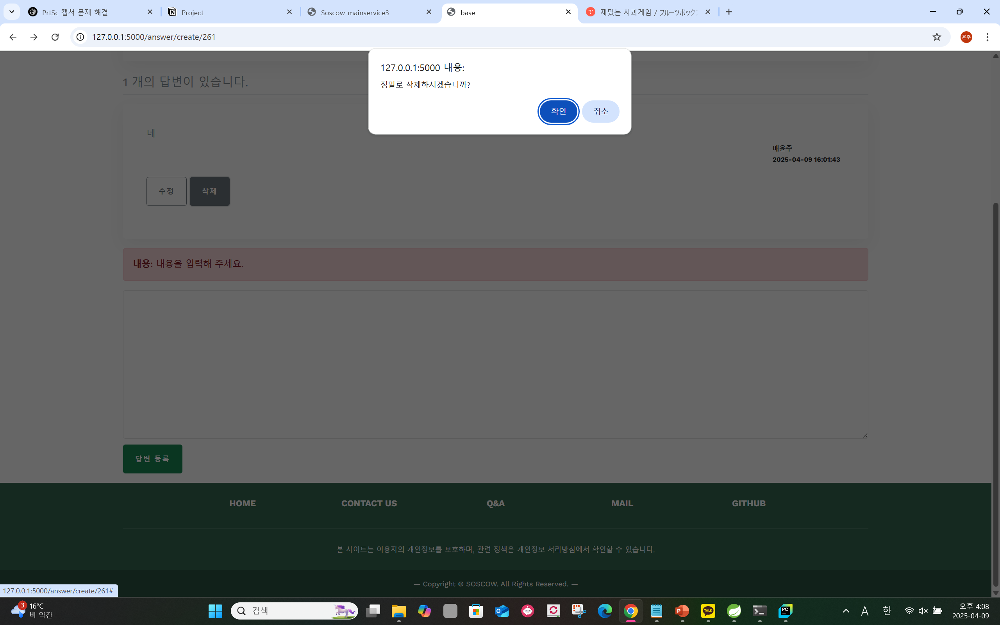 PrtSc 캡처 문제 해결
Project
Soscow-mainservice3
base
재밌는 사과게임 / フルーツボックス
127.0.0.1:5000/answer/create/261
윤주
127.0.0.1:5000 내용:
정말로 삭제하시겠습니까?
확인
취소
1 개의 답변이 있습니다.
네
배윤주
2025-04-09 16:01:43
수정
삭제
내용: 내용을 입력해 주세요.
답변 등록
HOME
CONTACT US
Q&A
MAIL
GITHUB
본 사이트는 이용자의 개인정보를 보호하며, 관련 정책은 개인정보 처리방침에서 확인할 수 있습니다.
— Copyright © SOSCOW. All Rights Reserved. —
127.0.0.1:5000/answer/create/261#
3
16°C
비 약간
검색
TALK
PC
A
한
오후 4:08
2025-04-09